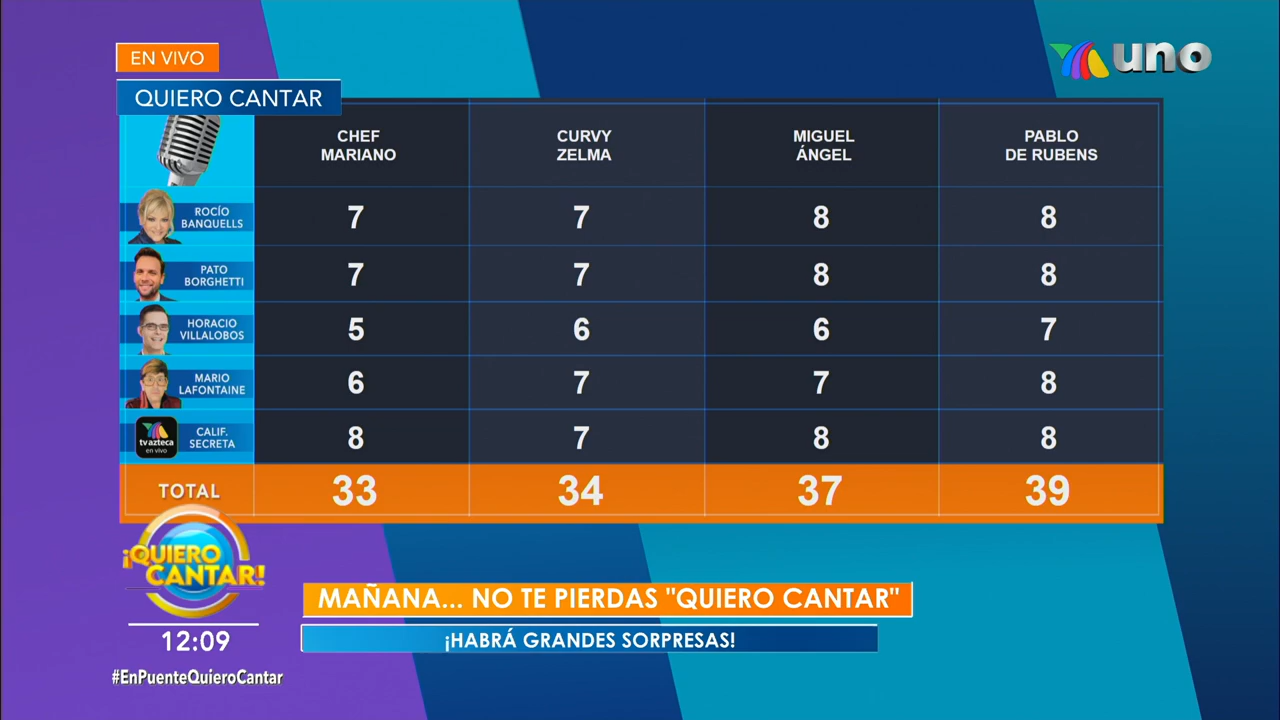 EN VIVO
QUIERO CANTAR
uno
CHEF MARIANO CURVY ZELMA MIGUEL ÁNGEL PABLO DE RUBENS
ROCÍO BANQUELLS 7 7 8 8
PATO BORGHETTI 7 7 8 8
HORACIO VILLALOBOS 5 6 6 7
MARIO LAFONTAINE 6 7 7 8
tv azteca en vivo CALIF. SECRETA 8 7 8 8
TOTAL 33 34 37 39
¡QUIERO
CANTAR!
MAÑANA... NO TE PIERDAS "QUIERO CANTAR"
¡HABRÁ GRANDES SORPRESAS!
12:09
#EnPuenteQuieroCantar